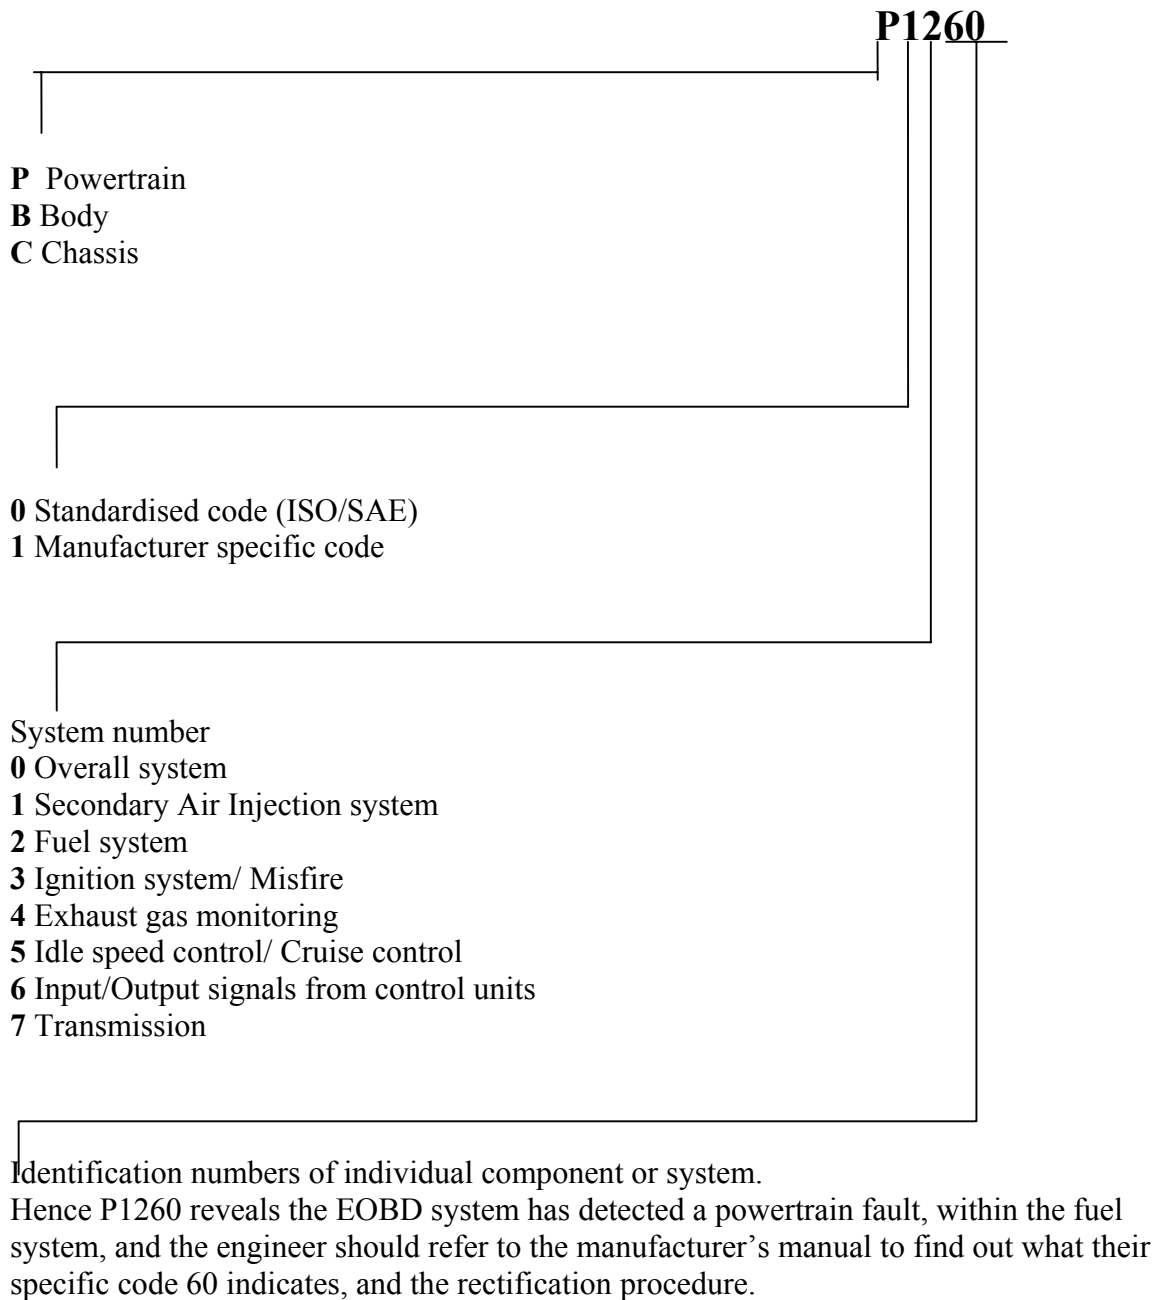 P1260
P Powertrain
B Body
C Chassis
0 Standardised code (ISO/SAE)
1 Manufacturer specific code
System number
0 Overall system
1 Secondary Air Injection system
2 Fuel system
3 Ignition system/ Misfire
4 Exhaust gas monitoring
5 Idle speed control/ Cruise control
6 Input/Output signals from control units
7 Transmission
Identification numbers of individual component or system.
Hence P1260 reveals the EOBD system has detected a powertrain fault, within the fuel
system, and the engineer should refer to the manufacturer’s manual to find out what their
specific code 60 indicates, and the rectification procedure.